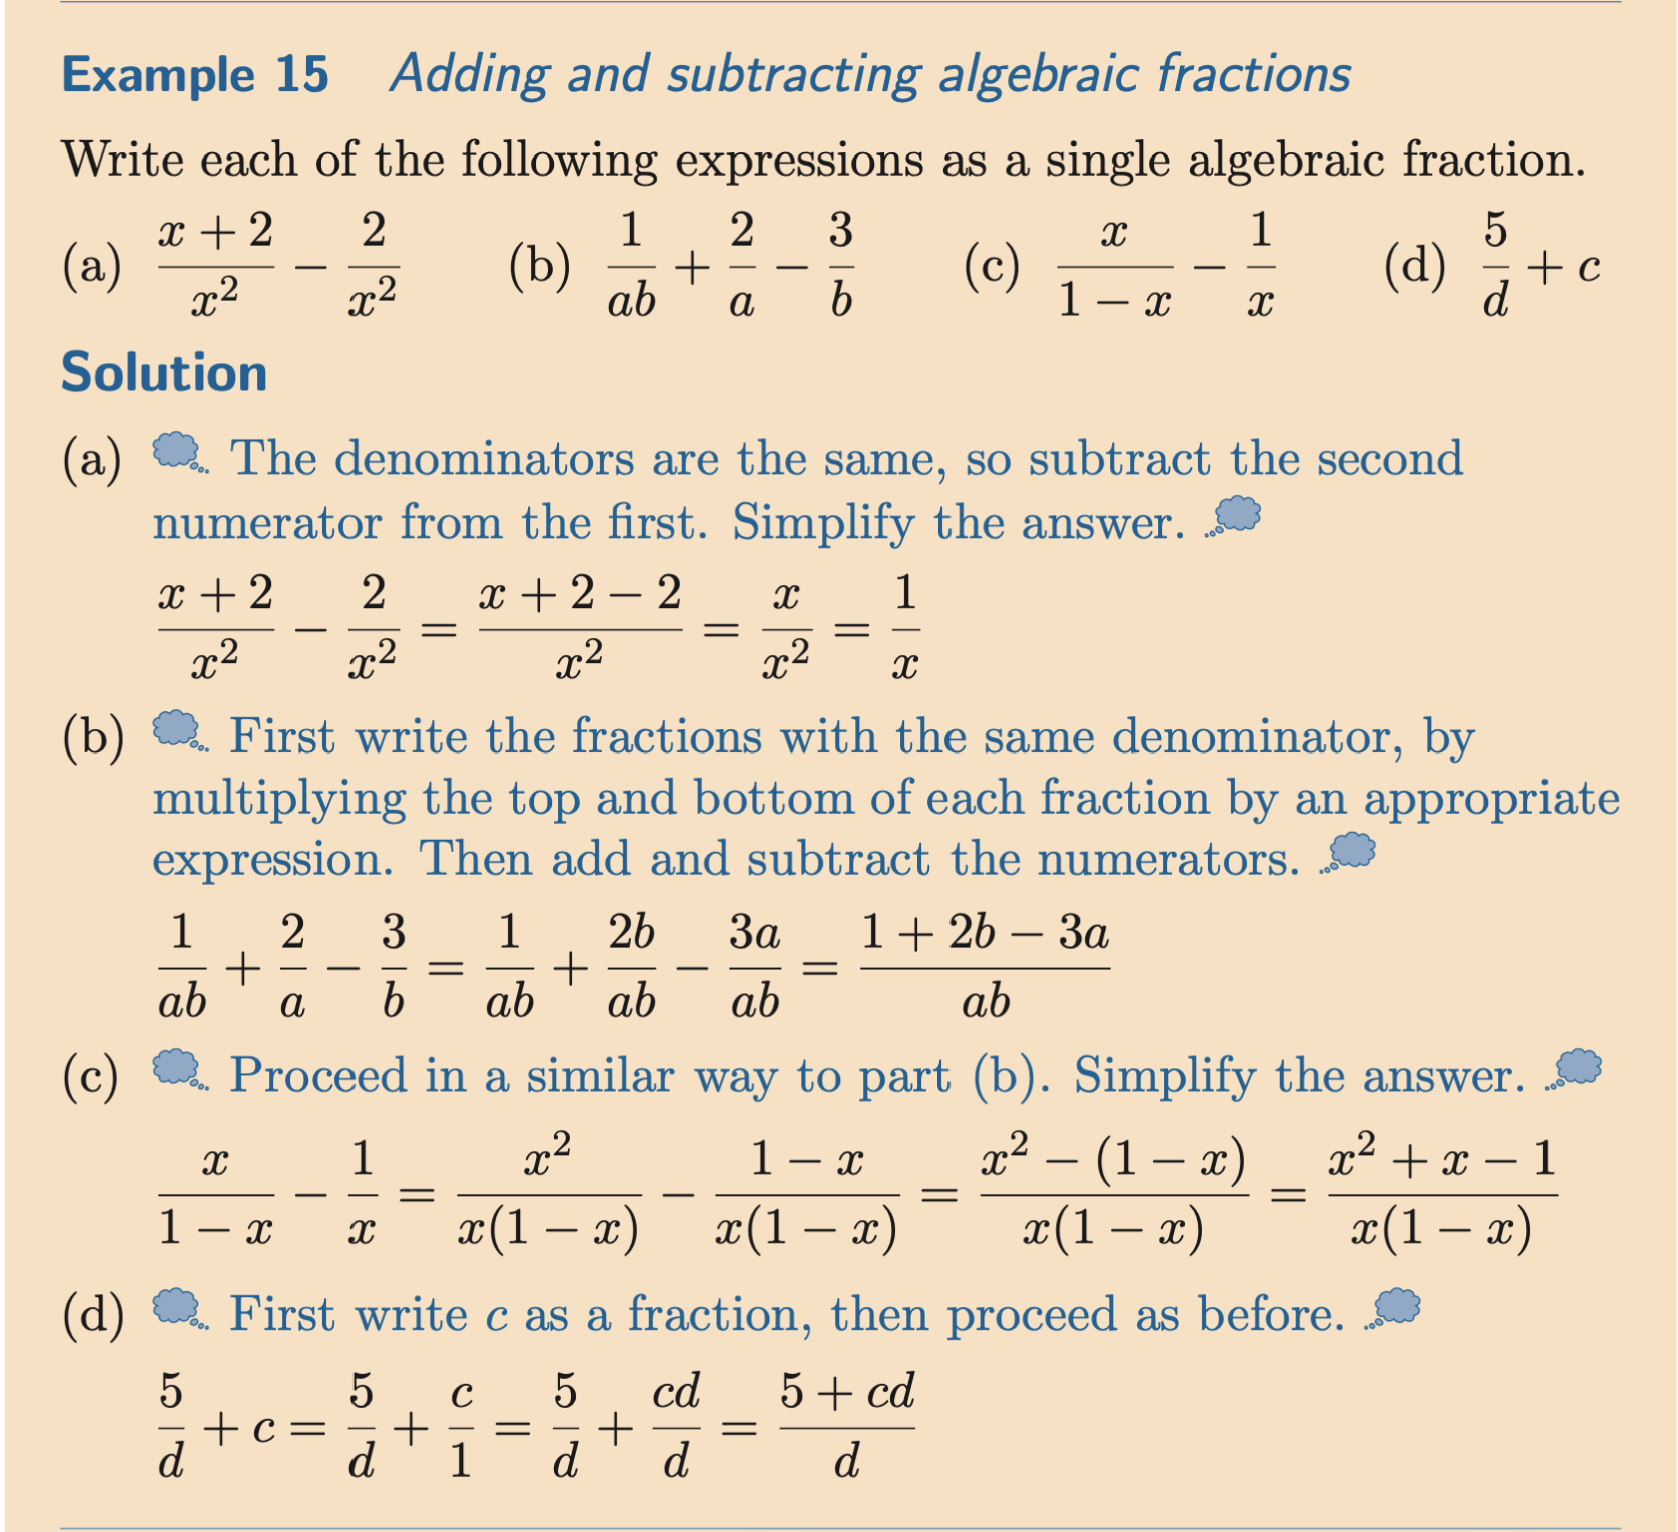 Example 15 Adding and subtracting algebraic fractions
Write each of the following expressions as a single algebraic fraction.
(a) \frac{x+2}{x^2} - \frac{2}{x^2} (b) \frac{1}{ab} + \frac{2}{a} - \frac{3}{b} (c) \frac{x}{1-x} - \frac{1}{x} (d) \frac{5}{d} + c
Solution
(a) The denominators are the same, so subtract the second
numerator from the first. Simplify the answer.
\frac{x+2}{x^2} - \frac{2}{x^2} = \frac{x+2-2}{x^2} = \frac{x}{x^2} = \frac{1}{x}
(b) First write the fractions with the same denominator, by
multiplying the top and bottom of each fraction by an appropriate
expression. Then add and subtract the numerators.
\frac{1}{ab} + \frac{2}{a} - \frac{3}{b} = \frac{1}{ab} + \frac{2b}{ab} - \frac{3a}{ab} = \frac{1+2b-3a}{ab}
(c) Proceed in a similar way to part (b). Simplify the answer.
\frac{x}{1-x} - \frac{1}{x} = \frac{x^2}{x(1-x)} - \frac{1-x}{x(1-x)} = \frac{x^2-(1-x)}{x(1-x)} = \frac{x^2+x-1}{x(1-x)}
(d) First write c as a fraction, then proceed as before.
\frac{5}{d} + c = \frac{5}{d} + \frac{c}{1} = \frac{5}{d} + \frac{cd}{d} = \frac{5+cd}{d}